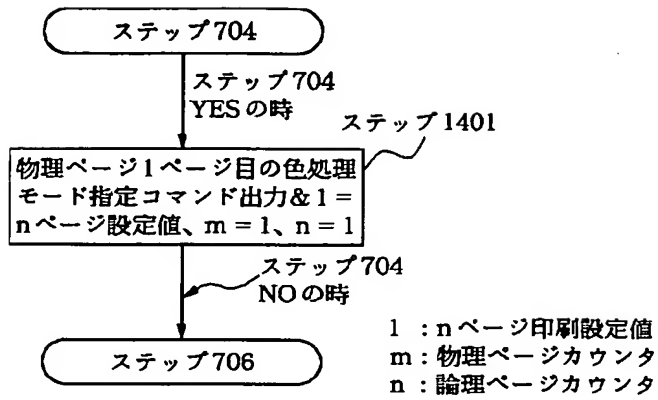 ステップ704
ステップ704
YESの時
ステップ1401
物理ページ1ページ目の色処理
モード指定コマンド出力&1=
nページ設定値、m=1、n=1
ステップ704
NOの時
ステップ706
1:nページ印刷設定値
m:物理ページカウンタ
n:論理ページカウンタ